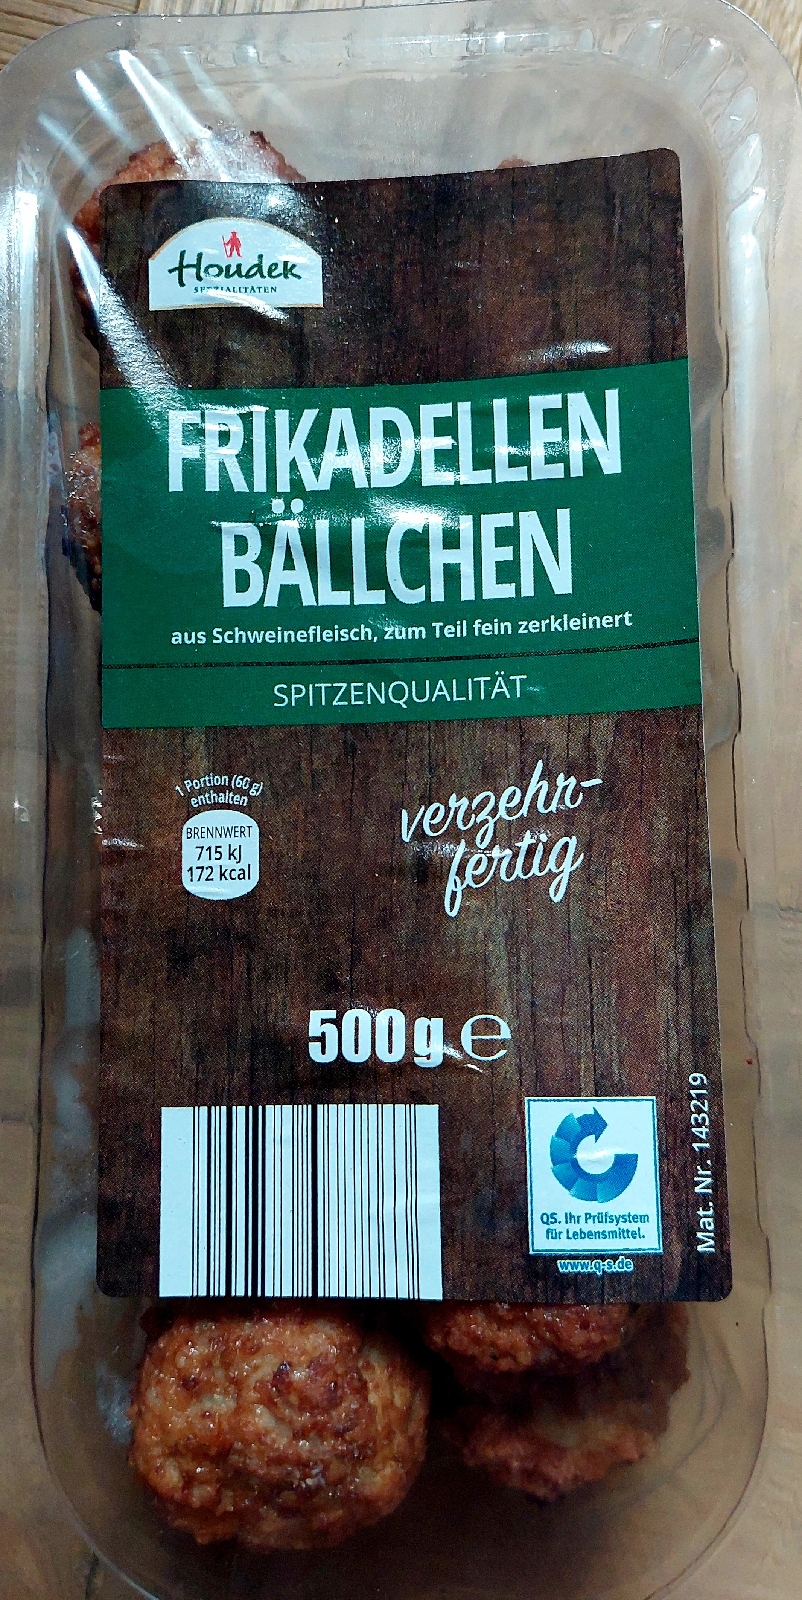 Houdek
SPEZIALITÄTEN
FRIKADELLEN
BÄLLCHEN
aus Schweinefleisch, zum Teil fein zerkleinert
SPITZENQUALITÄT
1 Portion (60 g)
enthalten
BRENNWERT
715 kJ
172 kcal
verzehr-
fertig
500 g e
QS. Ihr Prüfsystem
für Lebensmittel.
www.q-s.de
Mat. Nr. 143219